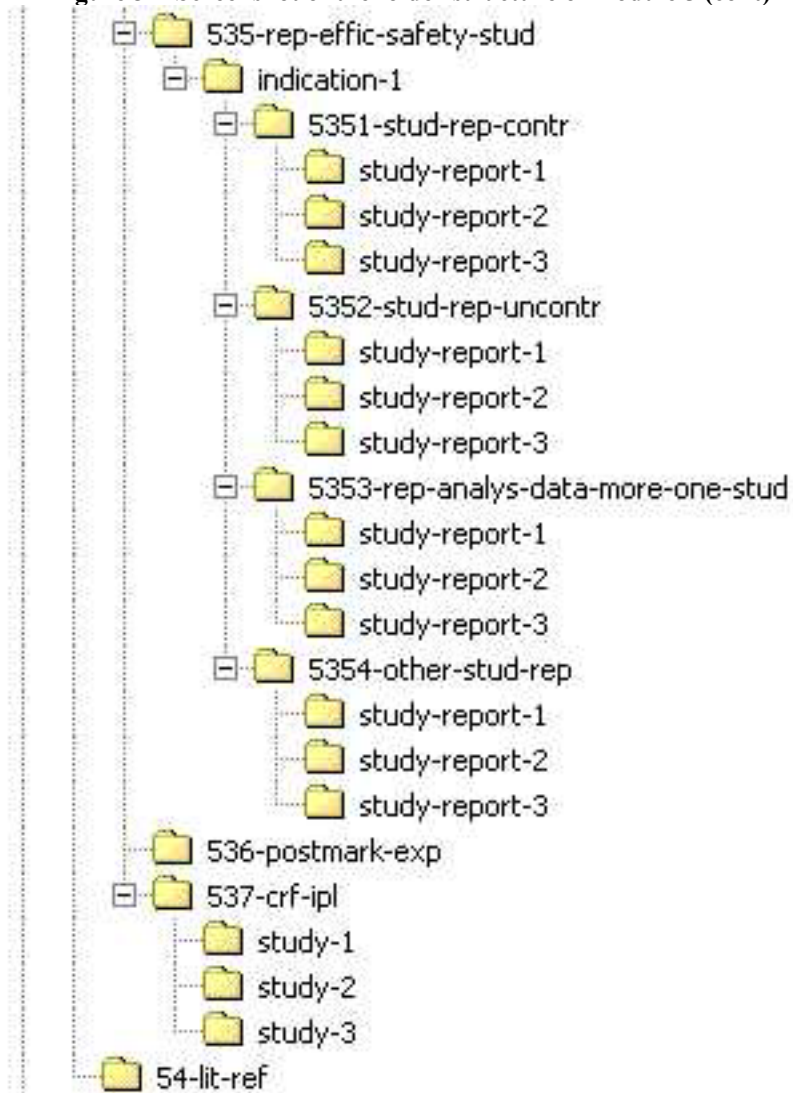 535-rep-effic-safety-stud
indication-1
5351-stud-rep-contr
study-report-1
study-report-2
study-report-3
5352-stud-rep-uncontr
study-report-1
study-report-2
study-report-3
5353-rep-analys-data-more-one-stud
study-report-1
study-report-2
study-report-3
5354-other-stud-rep
study-report-1
study-report-2
study-report-3
536-postmark-exp
537-crf-ipl
study-1
study-2
study-3
54-lit-ref